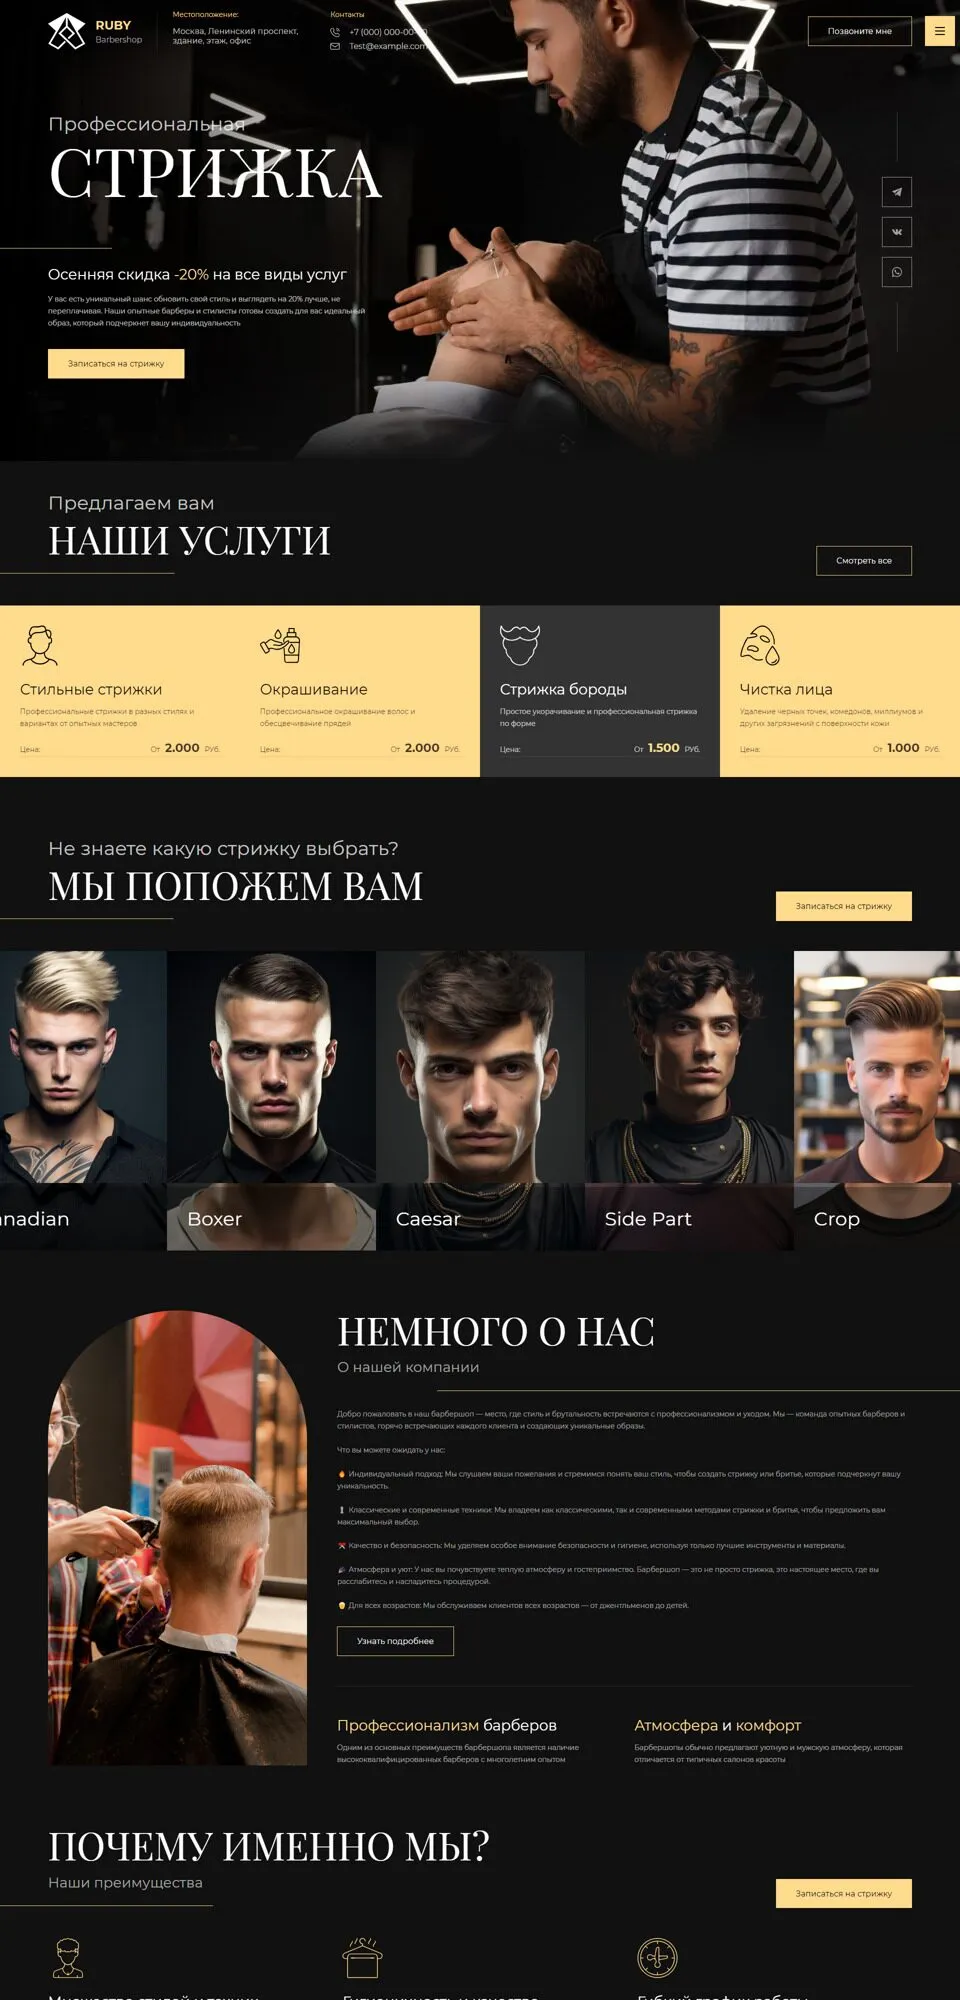 RUBY
Barbershop
Местоположение:
Москва, Ленинский проспект,
здание, этаж, офис
Контакты
+7 (000) 000-00-00
Test@example.com
Позвоните мне
Профессиональная
СТРИЖКА
Осенняя скидка -20% на все виды услуг
У вас есть уникальный шанс обновить свой стиль и выглядеть на 20% лучше, не
переплачивая. Наши опытные барберы и стилисты готовы создать для вас идеальный
образ, который подчеркнет вашу индивидуальность
Записаться на стрижку
Предлагаем вам
НАШИ УСЛУГИ
Смотреть все
Стильные стрижки
Профессиональные стрижки в разных стилях и
вариантах от опытных мастеров
Цена: От 2.000 РУБ.
Окрашивание
Профессиональное окрашивание волос и
обесцвечивание прядей
Цена: От 2.000 РУБ.
Стрижка бороды
Простое укорачивание и профессиональная стрижка
по форме
Цена: От 1.500 РУБ.
Чистка лица
Удаление черных точек, комедонов, миллиумов и
других загрязнений с поверхности кожи
Цена: От 1.000 РУБ.
Не знаете какую стрижку выбрать?
МЫ ПОПОЖЕМ ВАМ
Записаться на стрижку
nadian
Boxer
Caesar
Side Part
Crop
НЕМНОГО О НАС
О нашей компании
Добро пожаловать в наш барбершоп — место, где стиль и брутальность встречаются с профессионализмом и уходом. Мы — команда опытных барберов и
стилистов, горячо встречающих каждого клиента и создающих уникальные образы.
Что вы можете ожидать у нас:
🔥 Индивидуальный подход: Мы слушаем ваши пожелания и стремимся понять ваш стиль, чтобы создать стрижку или бритье, которые подчеркнут вашу
уникальность.
💈 Классические и современные техники: Мы владеем как классическими, так и современными методами стрижки и бритья, чтобы предложить вам
максимальный выбор.
Качество и безопасность: Мы уделяем особое внимание безопасности и гигиене, используя только лучшие инструменты и материалы.
🎉 Атмосфера и уют: У нас вы почувствуете теплую атмосферу и гостеприимство. Барбершоп — это не просто стрижка, это настоящее место, где вы
расслабитесь и насладитесь процедурой.
Для всех возрастов: Мы обслуживаем клиентов всех возрастов — от джентльменов до детей.
Узнать подробнее
Профессионализм барберов
Одним из основных преимуществ барбершопа является наличие
высококвалифицированных барберов с многолетним опытом
Атмосфера и комфорт
Барбершопы обычно предлагают уютную и мужскую атмосферу, которая
отличается от типичных салонов красоты
ПОЧЕМУ ИМЕННО МЫ?
Наши преимущества
Записаться на стрижку